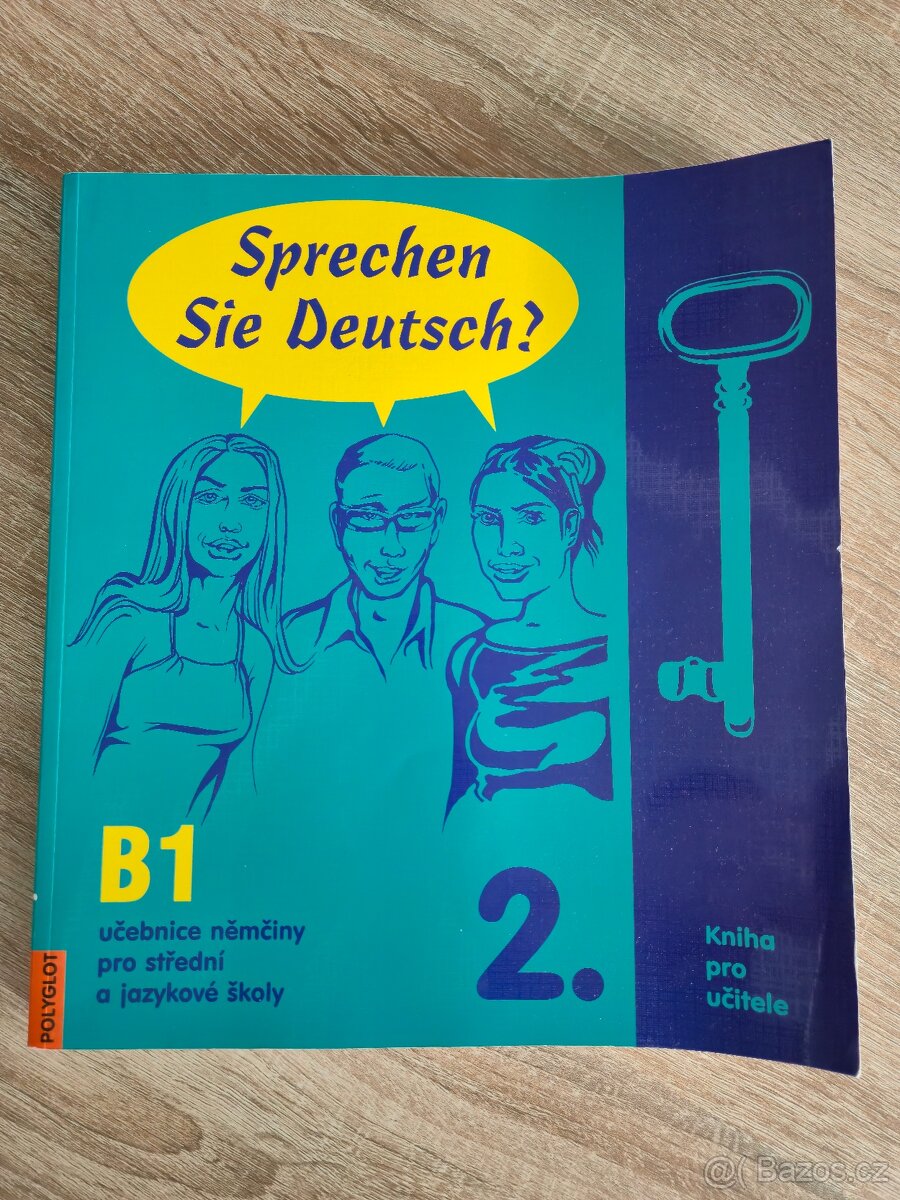 Sprechen
Sie Deutsch?
B1
učebnice němčiny
pro střední
a jazykové školy
2.
Kniha
pro
učitele
POLYGLOT
@Bazos.cz